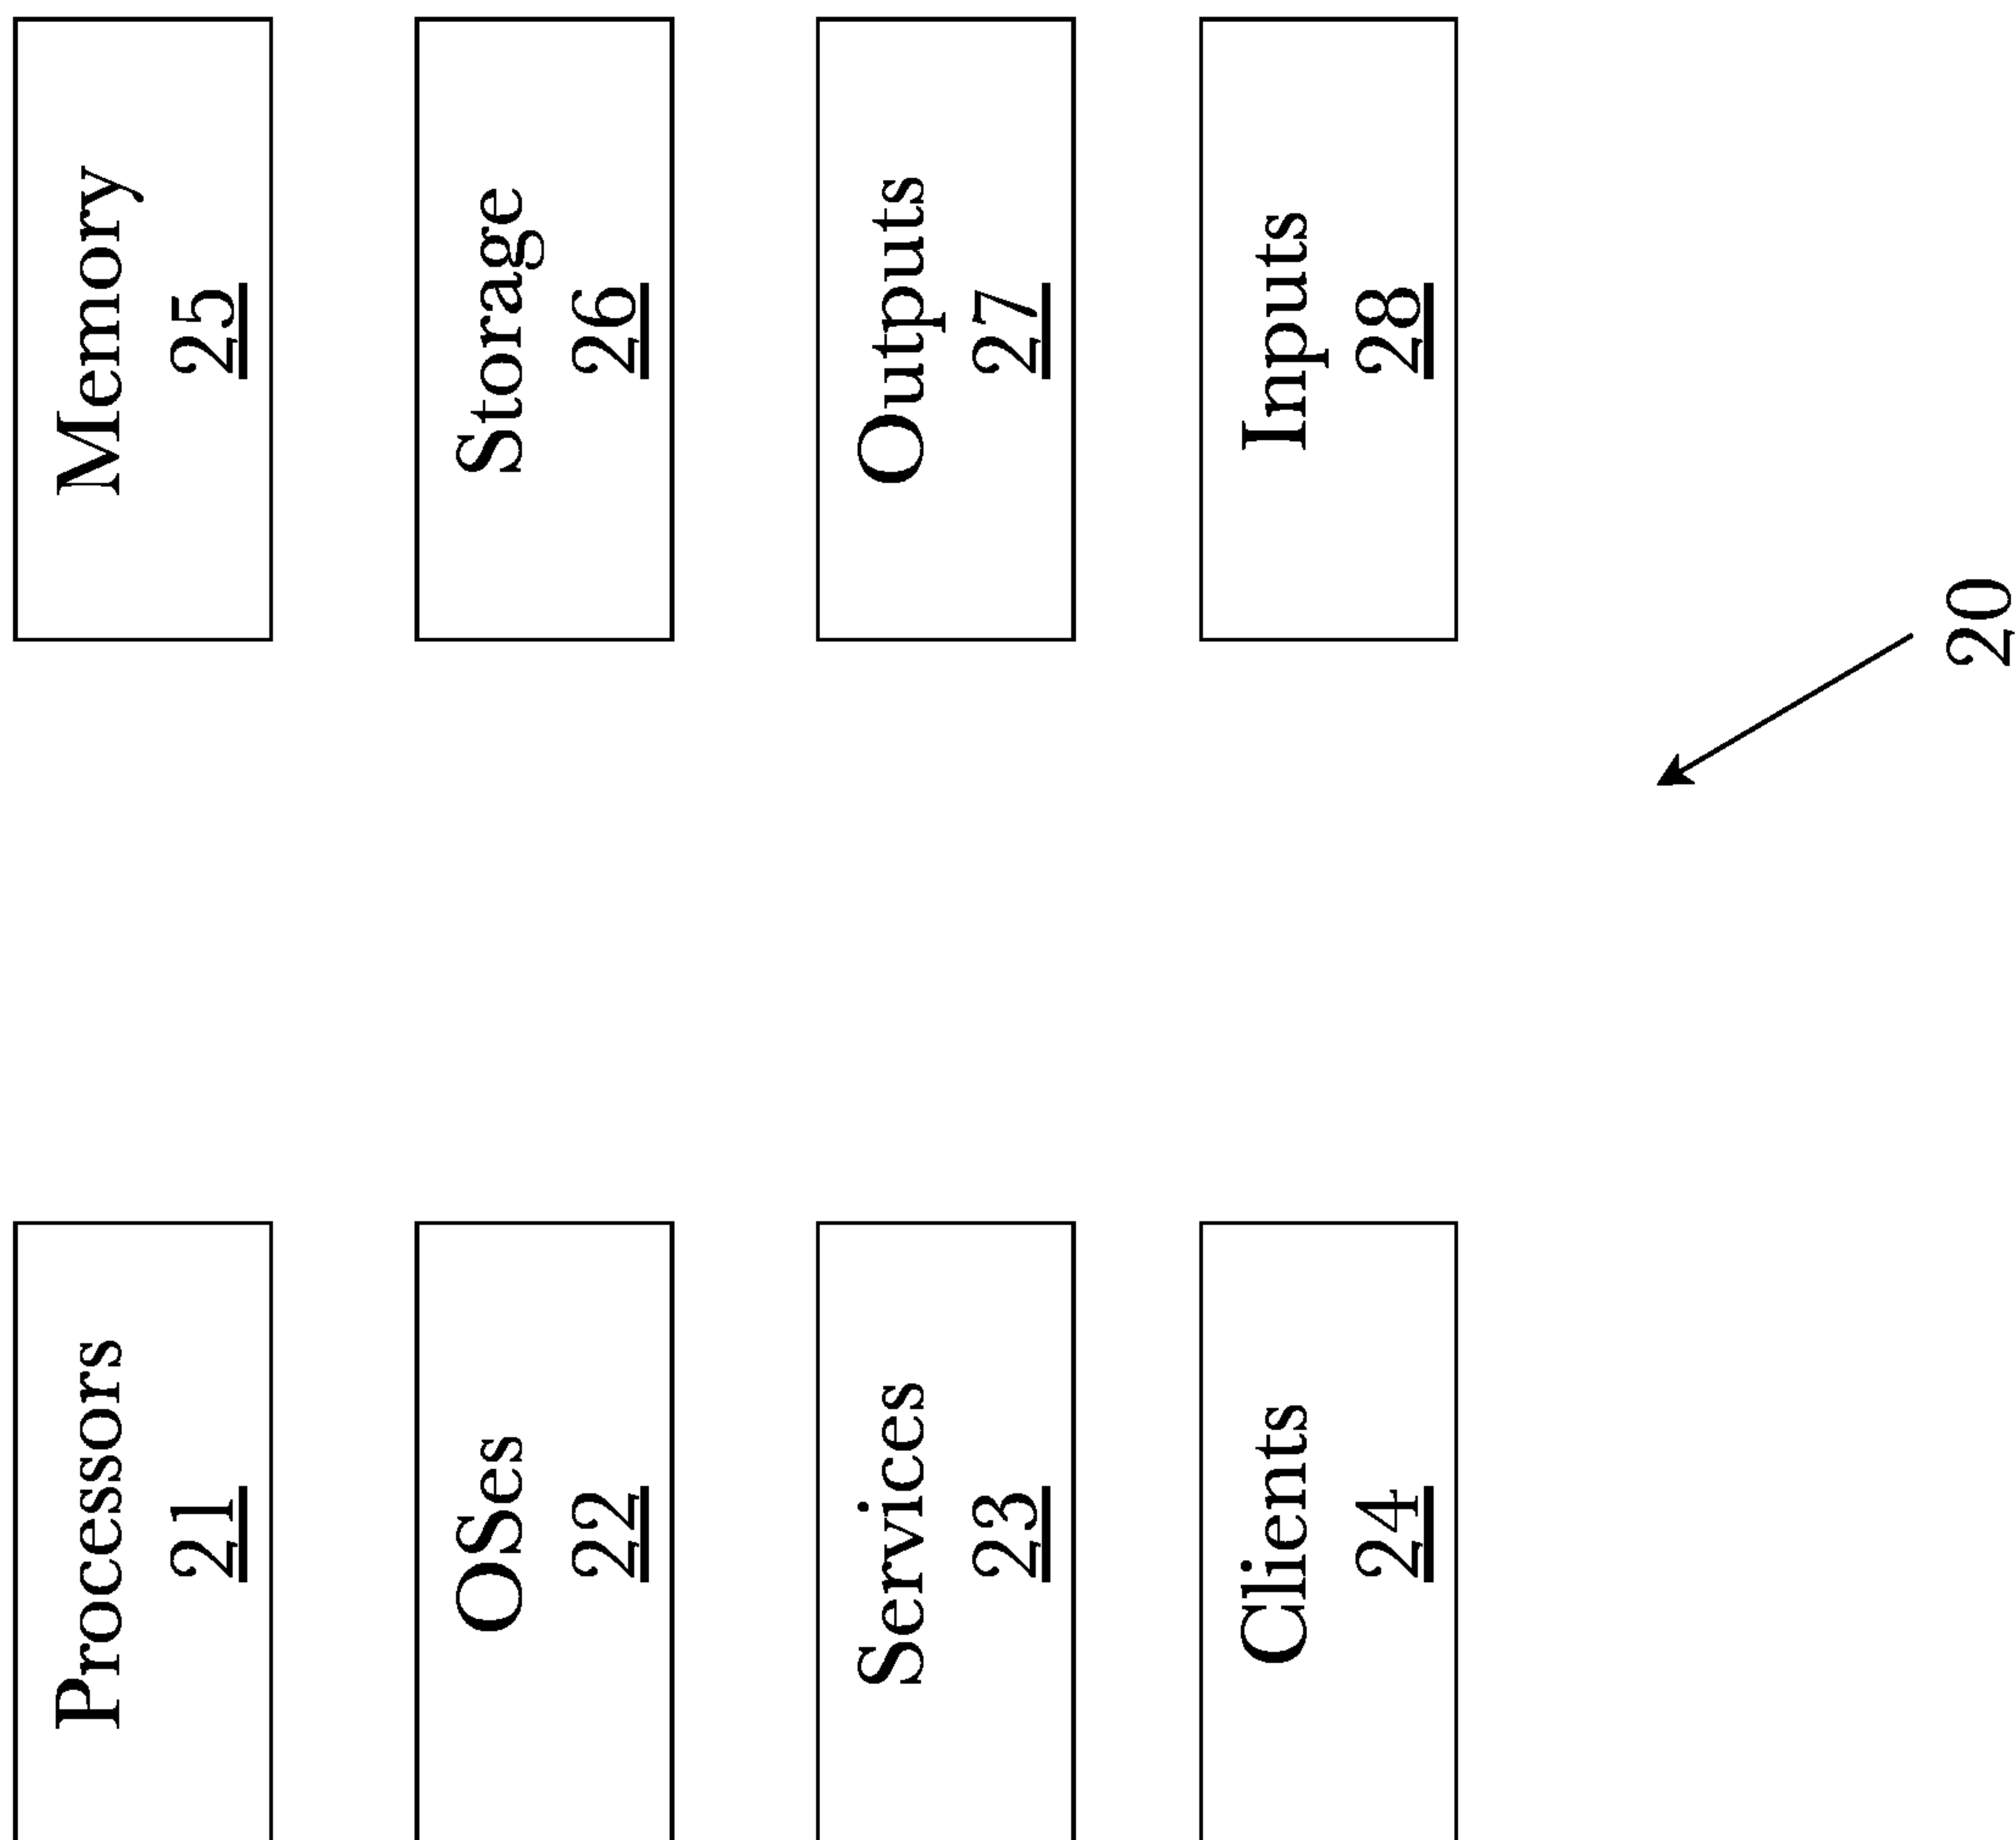 Processors
21
OSes
22
Services
23
Clients
24
Memory
25
Storage
26
Outputs
27
Inputs
28
20